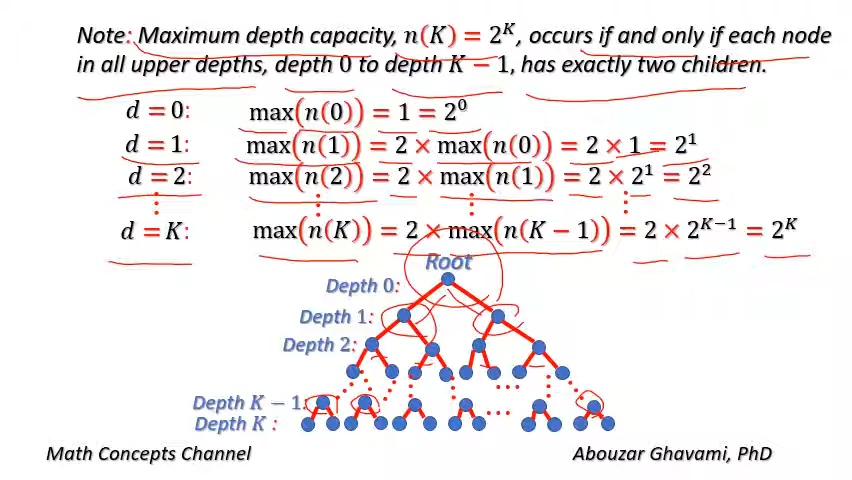 Note: Maximum depth capacity, n(K) = 2^K, occurs if and only if each node
in all upper depths, depth 0 to depth K − 1, has exactly two children.
d = 0: max(n(0)) = 1 = 2^0
d = 1: max(n(1)) = 2 × max(n(0)) = 2 × 1 = 2^1
d = 2: max(n(2)) = 2 × max(n(1)) = 2 × 2^1 = 2^2
d = K: max(n(K)) = 2 × max(n(K − 1)) = 2 × 2^{K−1} = 2^K
Root
Depth 0:
Depth 1:
Depth 2:
Depth K − 1:
Depth K :
Math Concepts Channel
Abouzar Ghavami, PhD